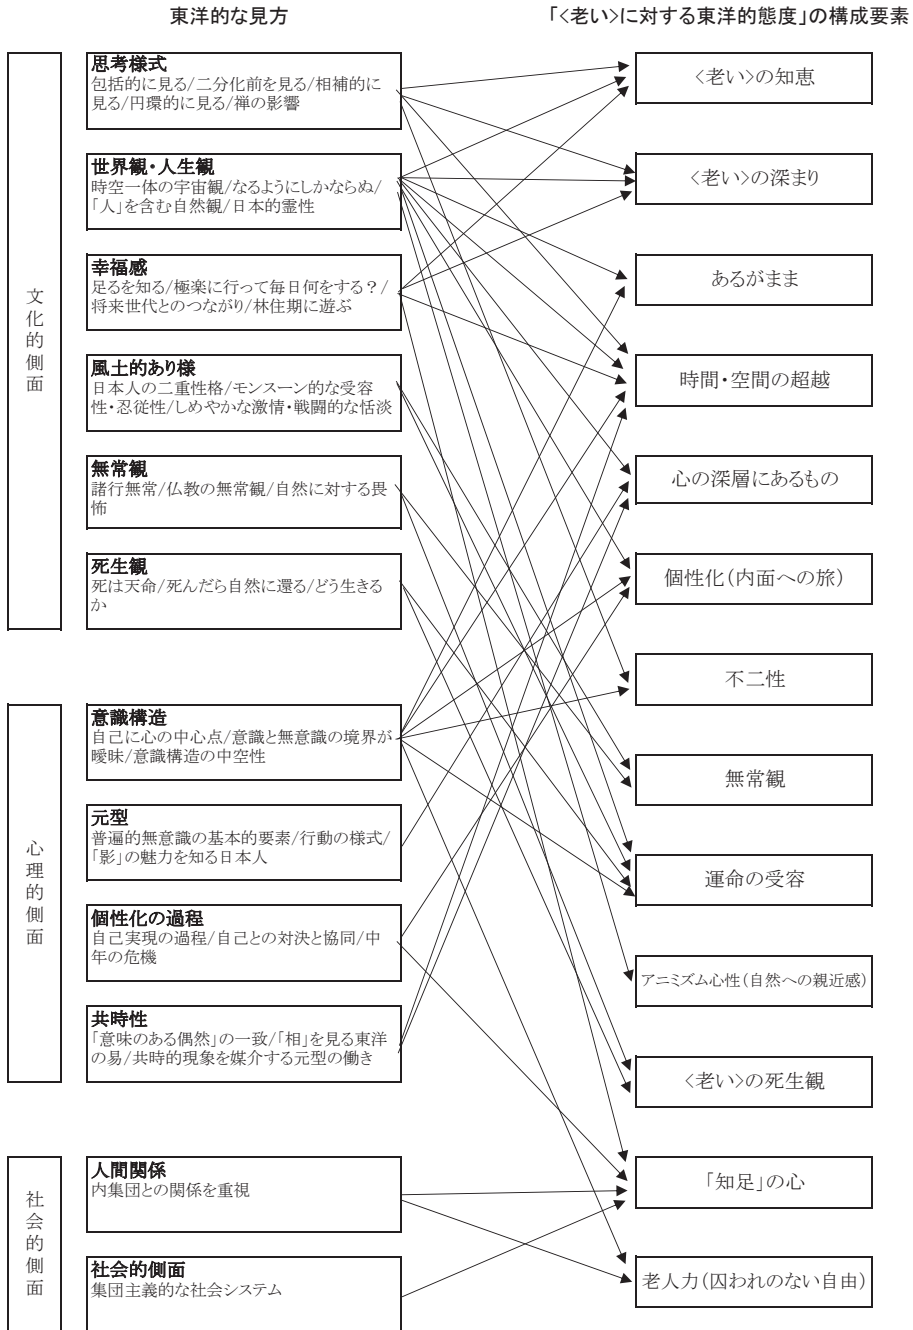 東洋的な見方
「<老い>に対する東洋的態度」の構成要素
文化的側面
思考様式
包括的に見る/二分化前を見る/相補的に
見る/円環的に見る/禅の影響
世界観・人生観
時空一体の宇宙観/なるようにしかならぬ/
「人」を含む自然観/日本的霊性
幸福感
足るを知る/極楽に行って毎日何をする？/
将来世代とのつながり/林住期に遊ぶ
風土的あり様
日本人の二重性格/モンスーン的な受容
性・忍従性/しめやかな激情・戦闘的な恬淡
無常観
諸行無常/仏教の無常観/自然に対する畏
怖
死生観
死は天命/死んだら自然に還る/どう生きる
か
心理的側面
意識構造
自己に心の中心点/意識と無意識の境界が
曖昧/意識構造の中空性
元型
普遍的無意識の基本的要素/行動の様式/
「影」の魅力を知る日本人
個性化の過程
自己実現の過程/自己との対決と協同/中
年の危機
共時性
「意味のある偶然」の一致/「相」を見る東洋
の易/共時的現象を媒介する元型の働き
社会的側面
人間関係
内集団との関係を重視
社会的側面
集団主義的な社会システム
<老い>の知恵
<老い>の深まり
あるがまま
時間・空間の超越
心の深層にあるもの
個性化(内面への旅)
不二性
無常観
運命の受容
アニミズム心性(自然への親近感)
<老い>の死生観
「知足」の心
老人力(囚われのない自由)